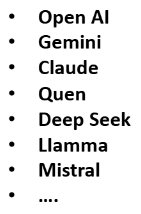 • Open AI
• Gemini
• Claude
• Quen
• Deep Seek
• Llamma
• Mistral
• ....